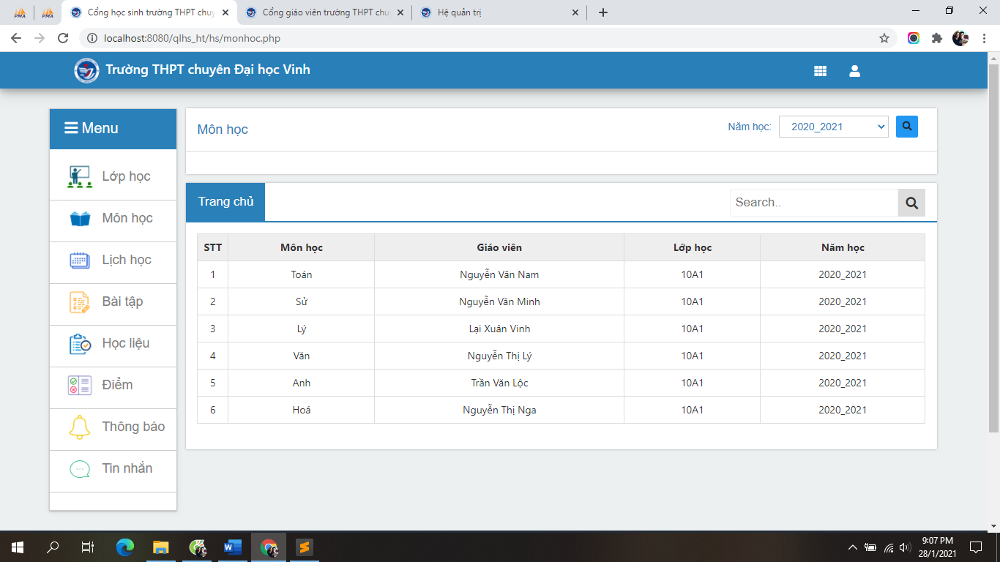 PMA
PMA
Cổng học sinh trường THPT chuy
Cổng giáo viên trường THPT chu
Hệ quản trị
localhost:8080/qlhs_ht/hs/monhoc.php
Trường THPT chuyên Đại học Vinh
Menu
Lớp học
Môn học
Lịch học
Bài tập
Học liệu
Điểm
Thông báo
Tin nhắn
Môn học
Năm học: 2020_2021
Trang chủ
Search..
STT Môn học Giáo viên Lớp học Năm học
1 Toán Nguyễn Văn Nam 10A1 2020_2021
2 Sử Nguyễn Văn Minh 10A1 2020_2021
3 Lý Lại Xuân Vinh 10A1 2020_2021
4 Văn Nguyễn Thị Lý 10A1 2020_2021
5 Anh Trần Văn Lộc 10A1 2020_2021
6 Hoá Nguyễn Thị Nga 10A1 2020_2021
9:07 PM
28/1/2021